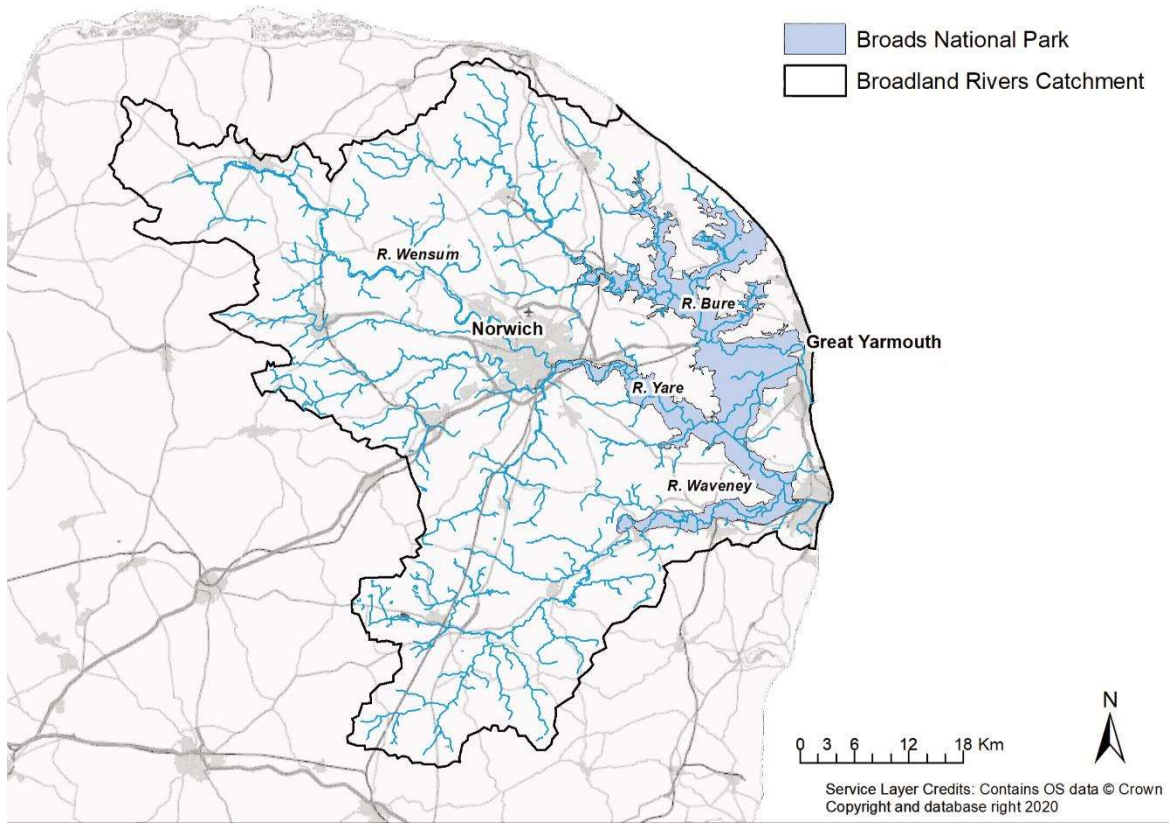 Broads National Park
Broadland Rivers Catchment
R. Wensum
R. Bure
Norwich
Great Yarmouth
R. Yare
R. Waveney
N
0 3 6 12 18 Km
Service Layer Credits: Contains OS data © Crown
Copyright and database right 2020